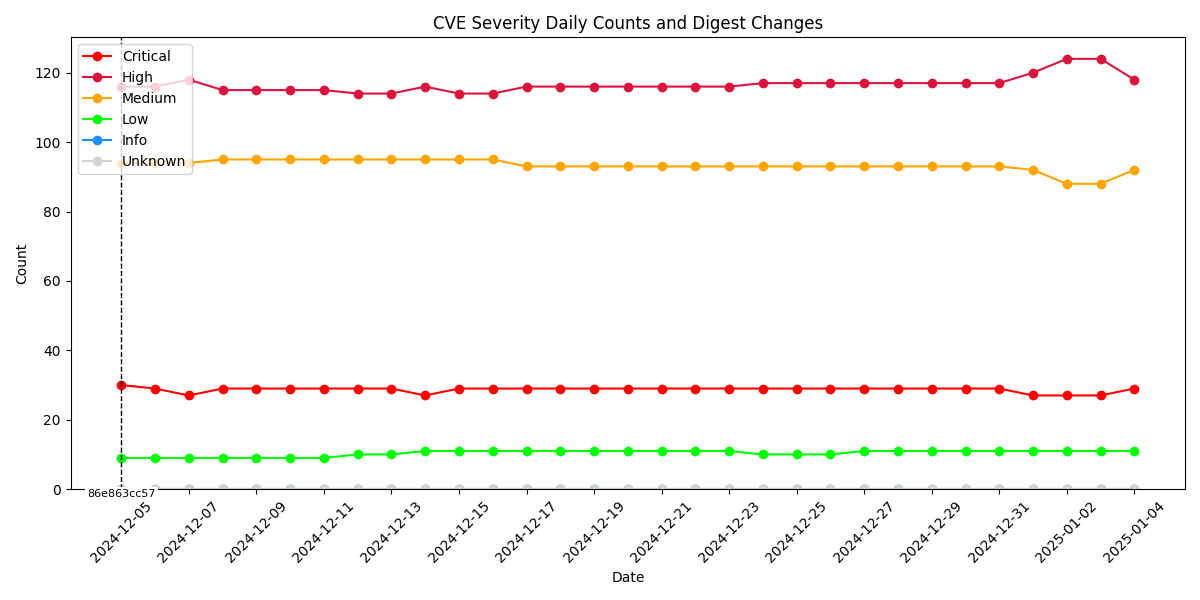 CVE Severity Daily Counts and Digest Changes
Critical
High
Medium
Low
Info
Unknown
120
100
80
60
40
20
0
Count
86e863cc57
2024-12-05
2024-12-07
2024-12-09
2024-12-11
2024-12-13
2024-12-15
2024-12-17
2024-12-19
2024-12-21
2024-12-23
2024-12-25
2024-12-27
2024-12-29
2024-12-31
2025-01-02
2025-01-04
Date